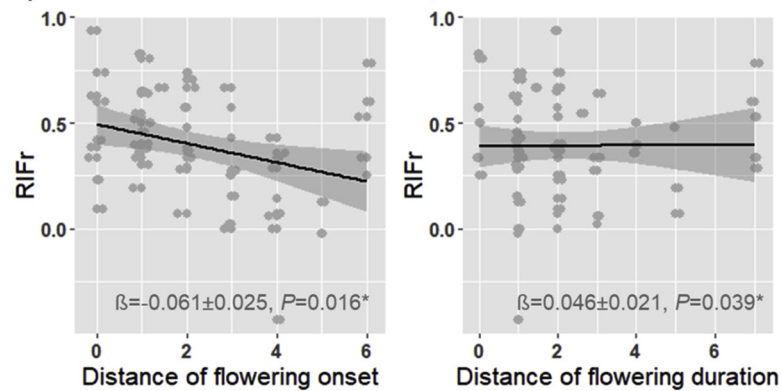 1.0
0.5
0.0
RIFr
ß=-0.061±0.025, P=0.016*
0 2 4 6
Distance of flowering onset
1.0
0.5
0.0
RIFr
ß=0.046±0.021, P=0.039*
0 2 4 6
Distance of flowering duration